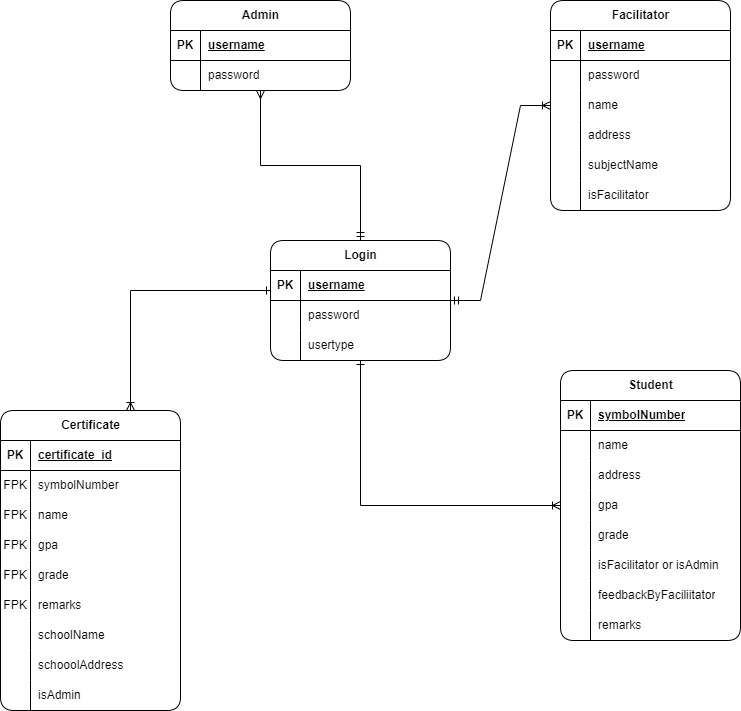 Admin
PK username
password
Facilitator
PK username
password
name
address
subjectName
isFacilitator
Login
PK username
password
usertype
Student
PK symbolNumber
name
address
gpa
grade
isFacilitator or isAdmin
feedbackByFaciliitator
remarks
Certificate
PK certificate_id
FPK symbolNumber
FPK name
FPK gpa
FPK grade
FPK remarks
schoolName
schooolAddress
isAdmin